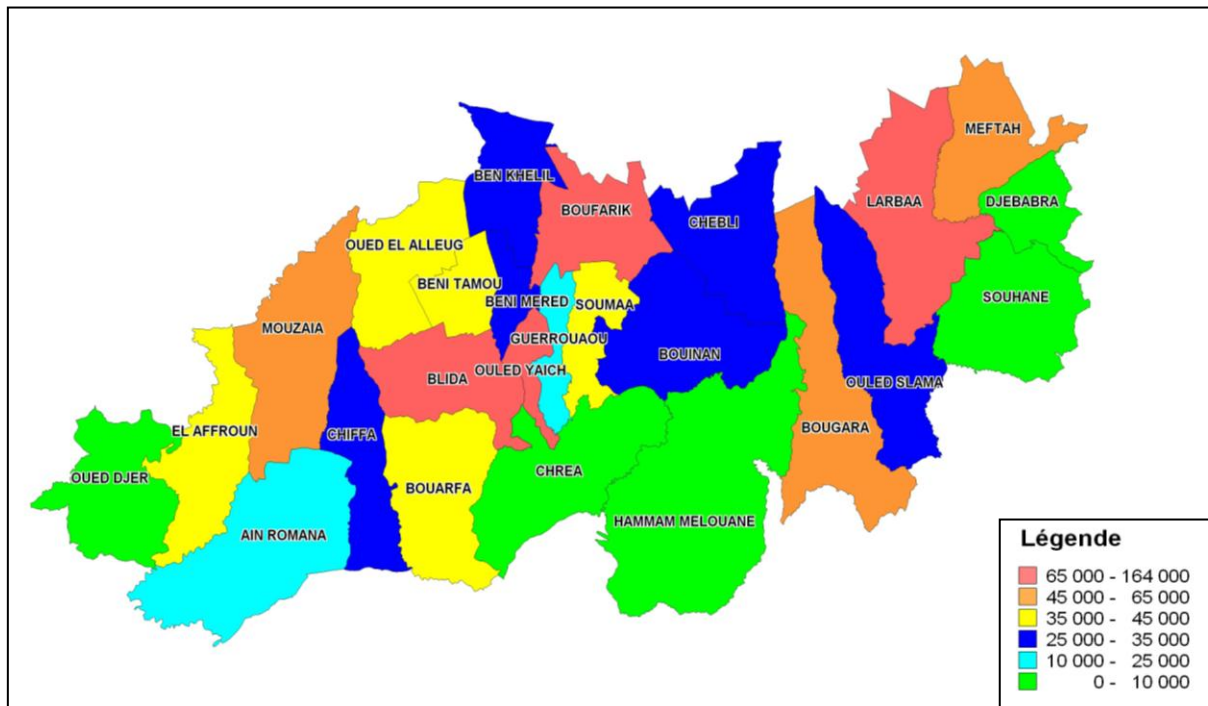 MEFTAH
BEN KHELIL
LARBAA
DJEBABRA
BOUFARIK
CHEBLI
OUED EL ALLEUG
BENI TAMOU
SOUHANE
BENI MERED
SOUMAA
MOUZAIA
GUERROUAOU
BOUINAN
OULED YAICH
BLIDA
OULED SLAMA
EL AFFROUN
CHIFFA
BOUGARA
OUED DJER
CHREA
BOUARFA
HAMMAM MELOUANE
AIN ROMANA
Légende
65 000 - 164 000
45 000 - 65 000
35 000 - 45 000
25 000 - 35 000
10 000 - 25 000
0 - 10 000